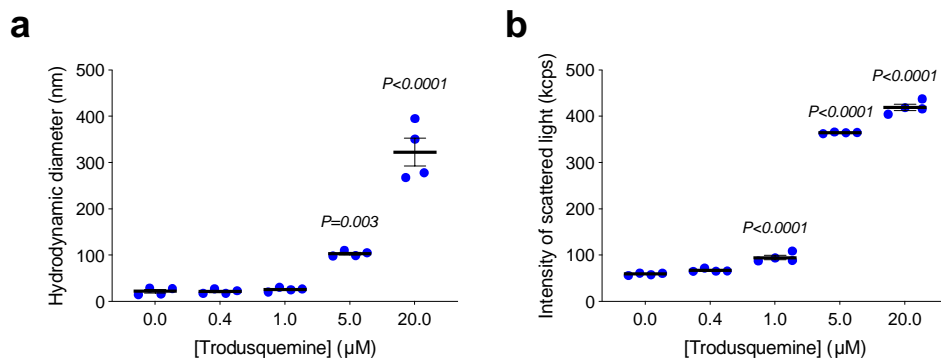 a
Hydrodynamic diameter (nm)
500
400
300
200
100
0
P=0.003
P<0.0001
0.0 0.4 1.0 5.0 20.0
[Trodusquemine] (µM)
b
Intensity of scattered light (kcps)
500
400
300
200
100
0
P<0.0001
P<0.0001
P<0.0001
0.0 0.4 1.0 5.0 20.0
[Trodusquemine] (µM)